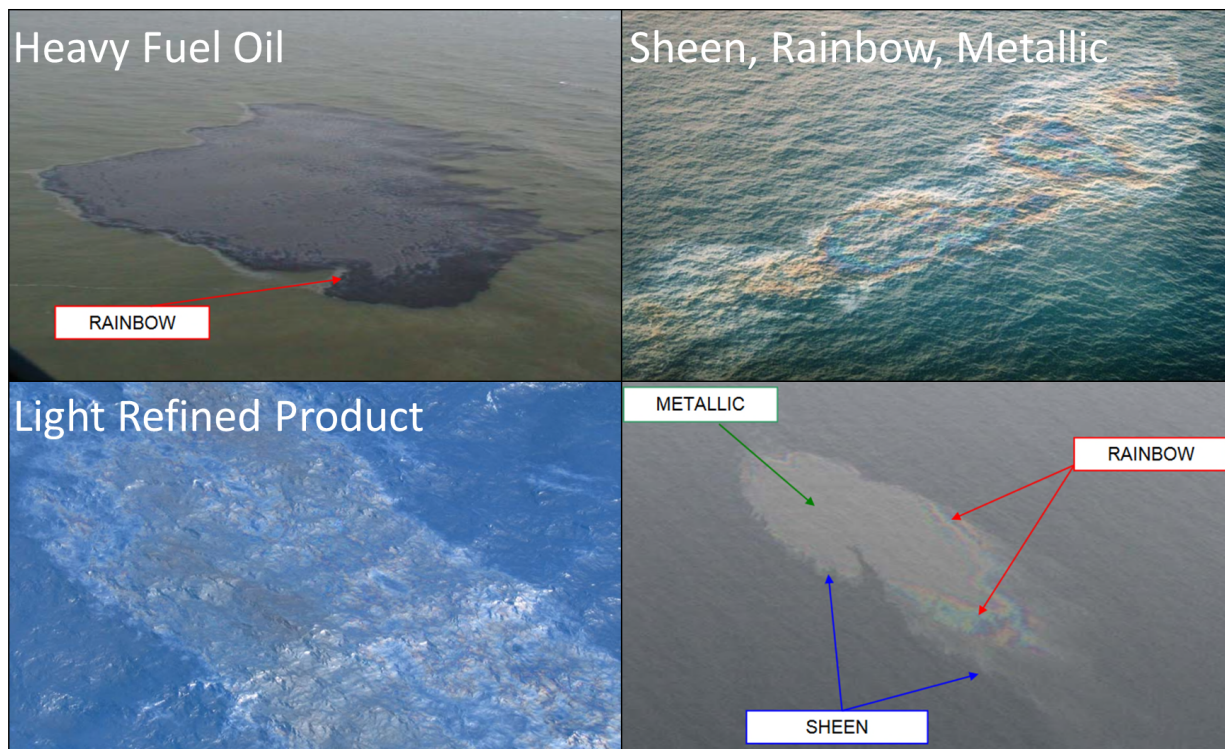 Heavy Fuel Oil
Sheen, Rainbow, Metallic
RAINBOW
Light Refined Product
METALLIC
RAINBOW
SHEEN